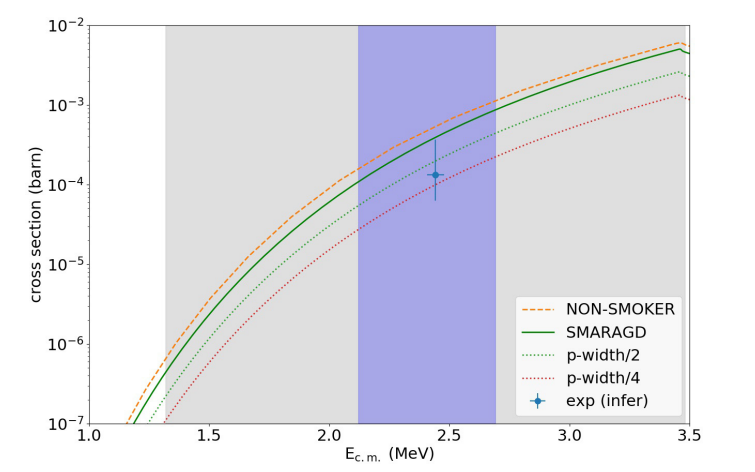 10⁻²
10⁻³
10⁻⁴
10⁻⁵
10⁻⁶
10⁻⁷
cross section (barn)
1.0 1.5 2.0 2.5 3.0 3.5
E_c.m. (MeV)
NON-SMOKER
SMARAGD
p-width/2
p-width/4
exp (infer)